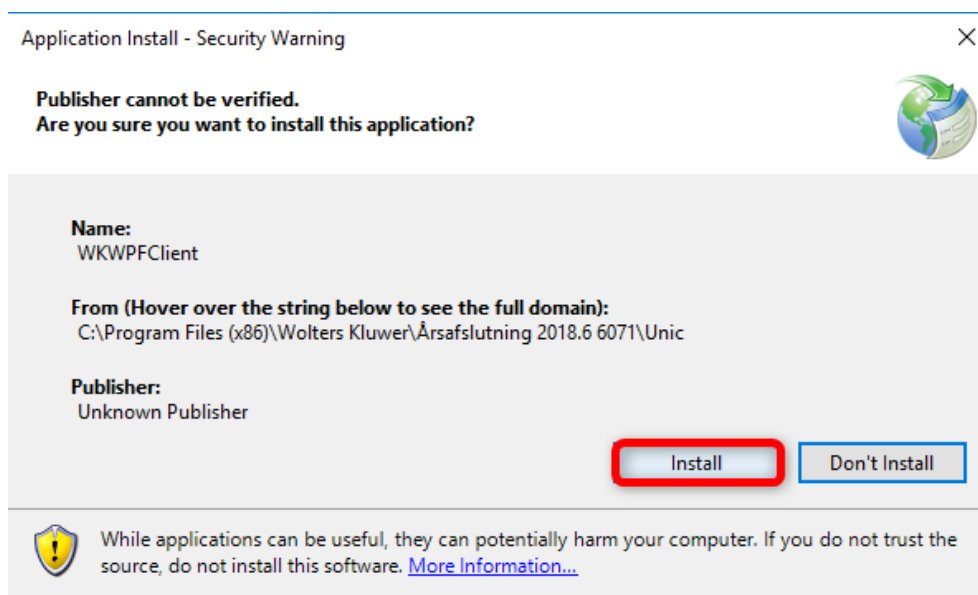 Application Install - Security Warning
Publisher cannot be verified.
Are you sure you want to install this application?
Name:
WKWPFClient
From (Hover over the string below to see the full domain):
C:\Program Files (x86)\Wolters Kluwer\Årsafslutning 2018.6 6071\Unic
Publisher:
Unknown Publisher
Install
Don't Install
While applications can be useful, they can potentially harm your computer. If you do not trust the
source, do not install this software. More Information...